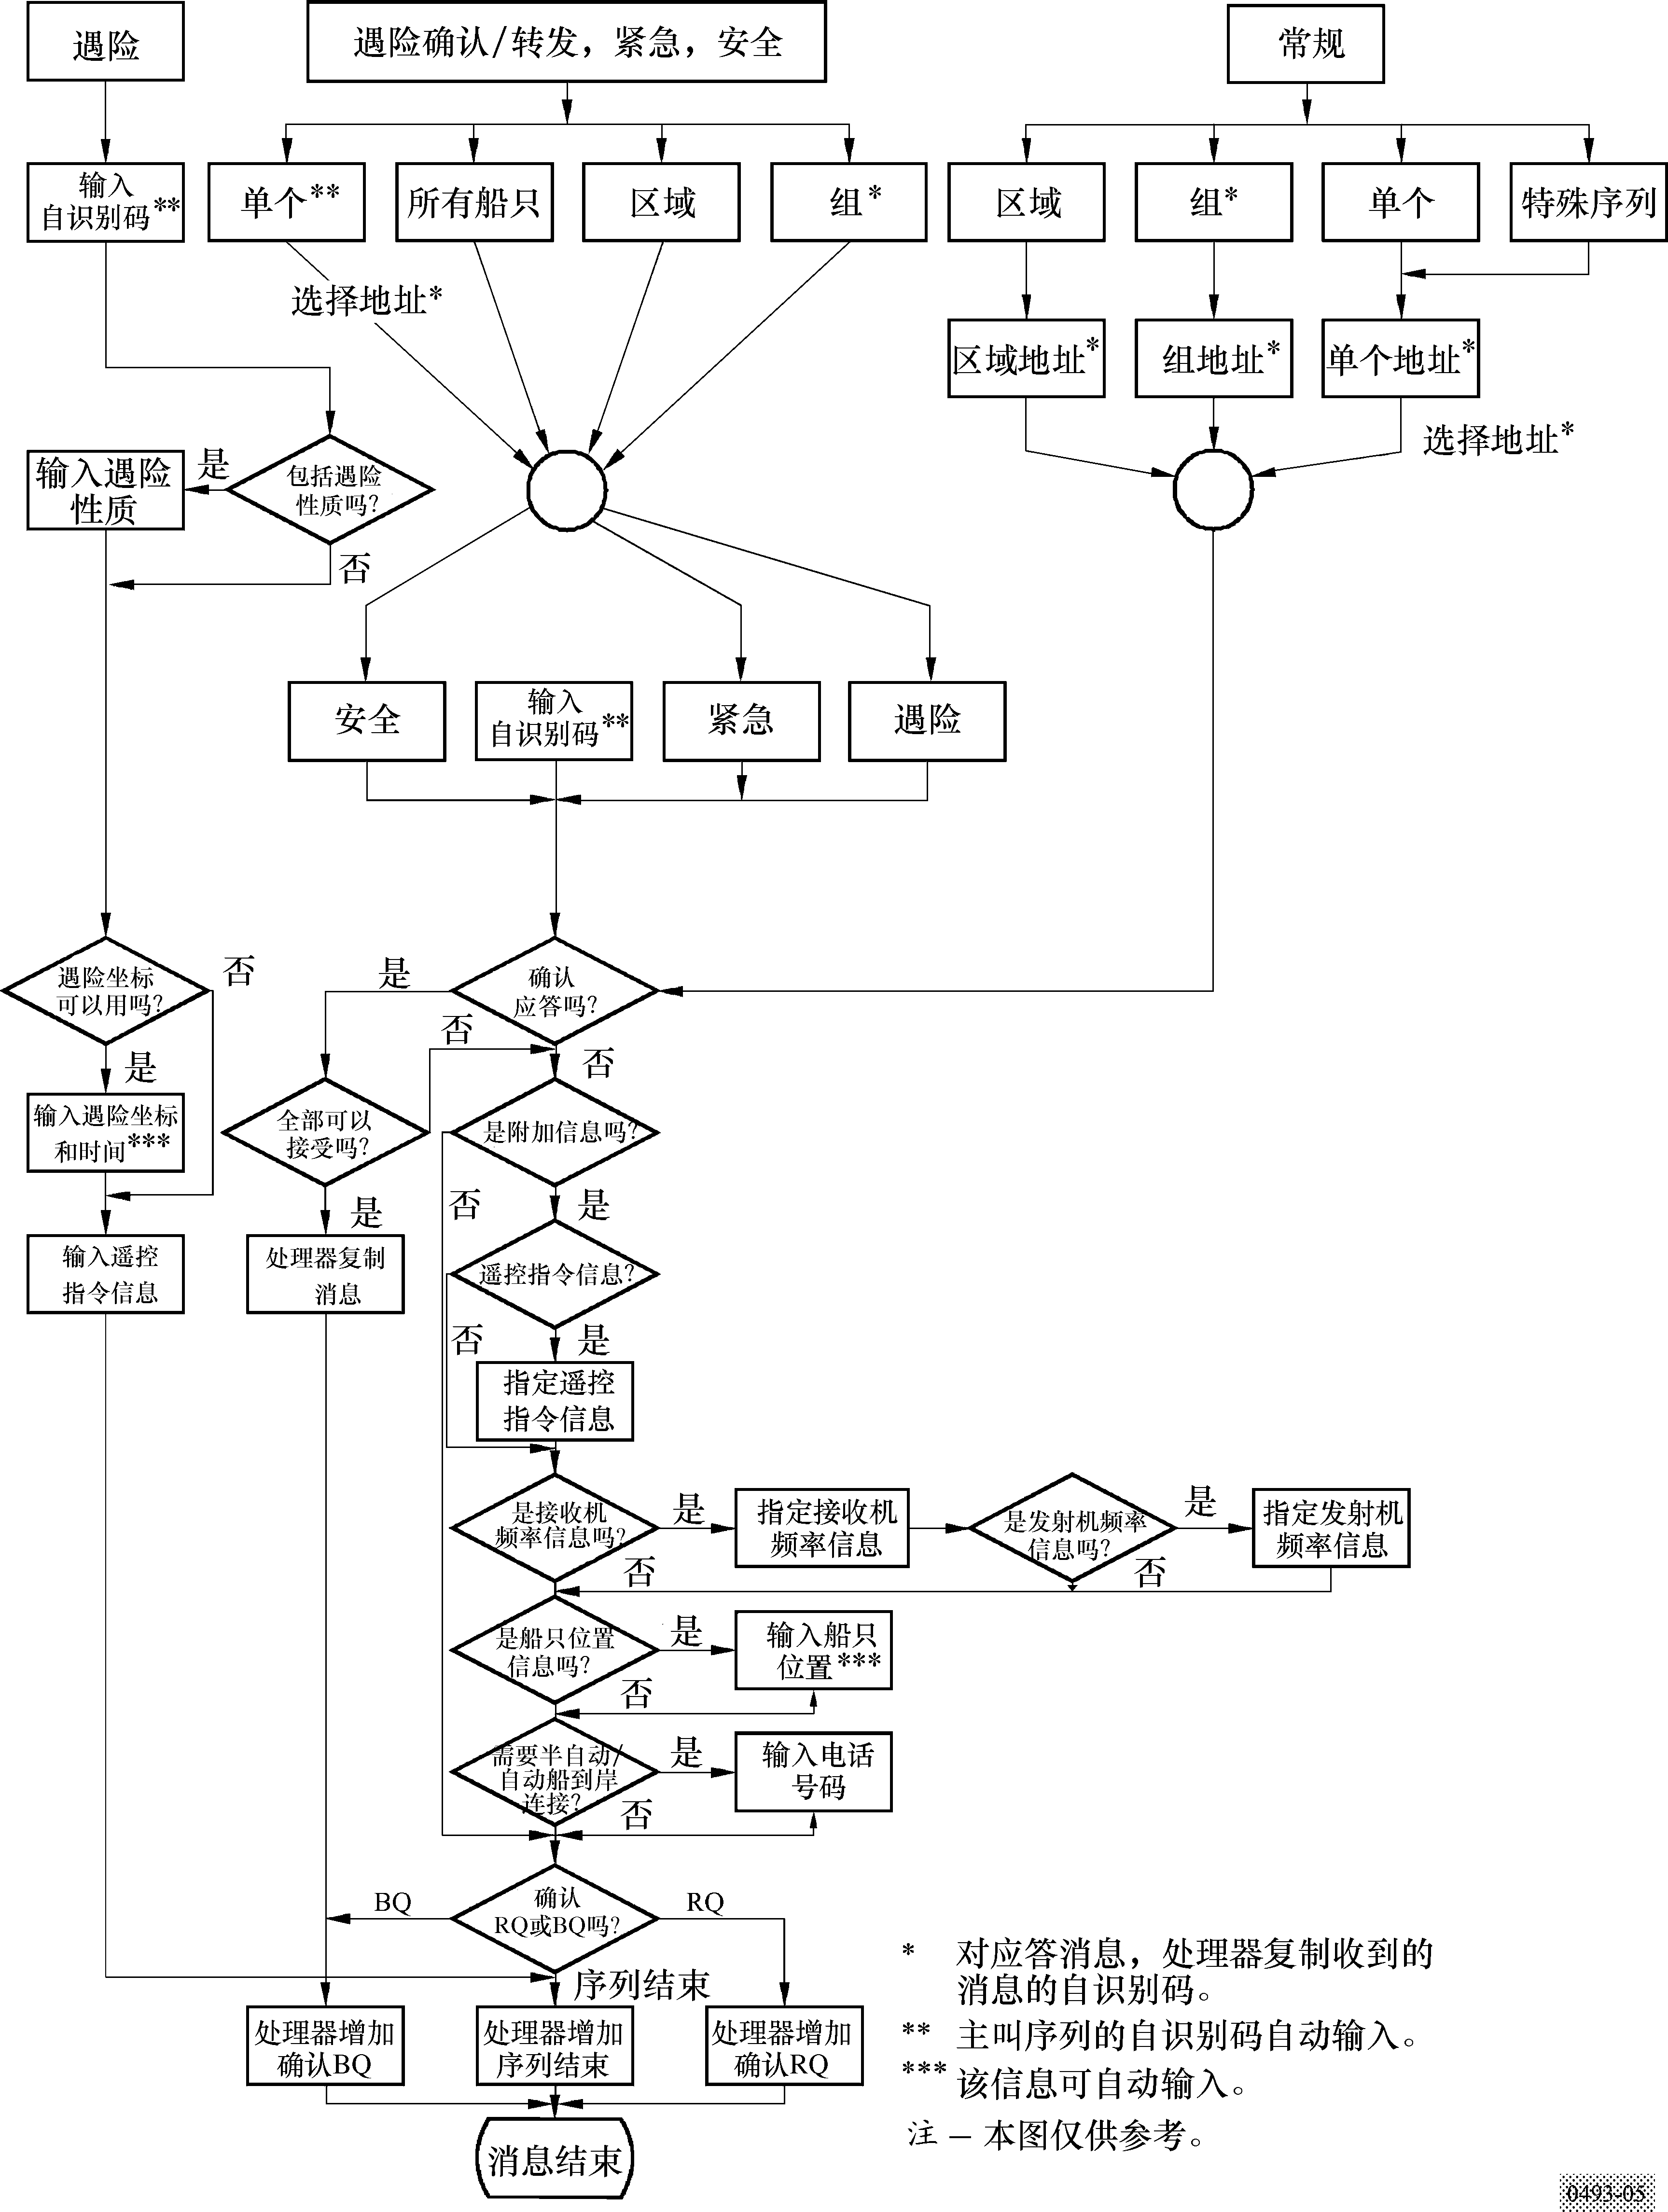 遇险
遇险确认/转发，紧急，安全
常规
输入
自识别码**
单个**
所有船只
区域
组*
区域
组*
单个
特殊序列
选择地址*
区域地址*
组地址*
单个地址*
选择地址*
输入遇险
性质
是
包括遇险
性质吗？
否
安全
输入
自识别码**
紧急
遇险
遇险坐标
可以用吗？
否
是
确认
应答吗？
否
否
是
输入遇险坐标
和时间***
全部可以
接受吗？
是附加信息吗？
否
是
是
输入遥控
指令信息
处理器复制
消息
遥控指令信息？
否
是
指定遥控
指令信息
是接收机
频率信息吗？
是
指定接收机
频率信息
是发射机频率
信息吗？
是
指定发射机
频率信息
否
否
是船只位置
信息吗？
是
输入船只
位置***
否
需要半自动/
自动船到岸
连接？
是
输入电话
号码
否
BQ
确认
RQ或BQ吗？
RQ
序列结束
处理器增加
确认BQ
处理器增加
序列结束
处理器增加
确认RQ
消息结束
* 对应答消息，处理器复制收到的
消息的自识别码。
** 主叫序列的自识别码自动输入。
*** 该信息可自动输入。
注 – 本图仅供参考。
0493-05